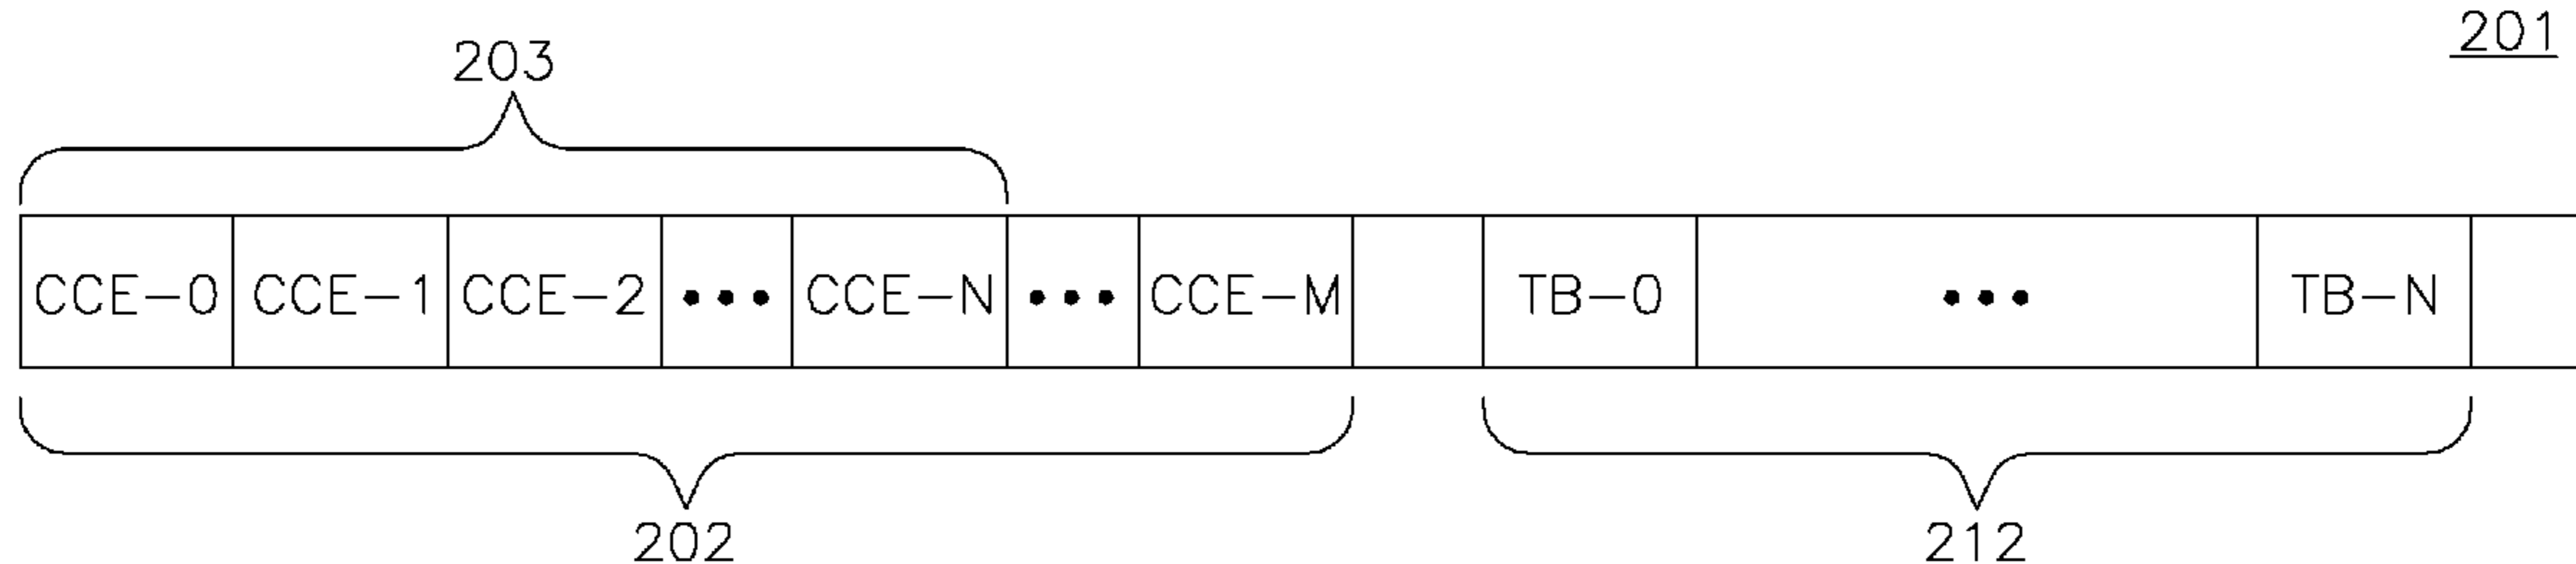 201
203
CCE-0 CCE-1 CCE-2 ••• CCE-N ••• CCE-M TB-0 ••• TB-N
202 212